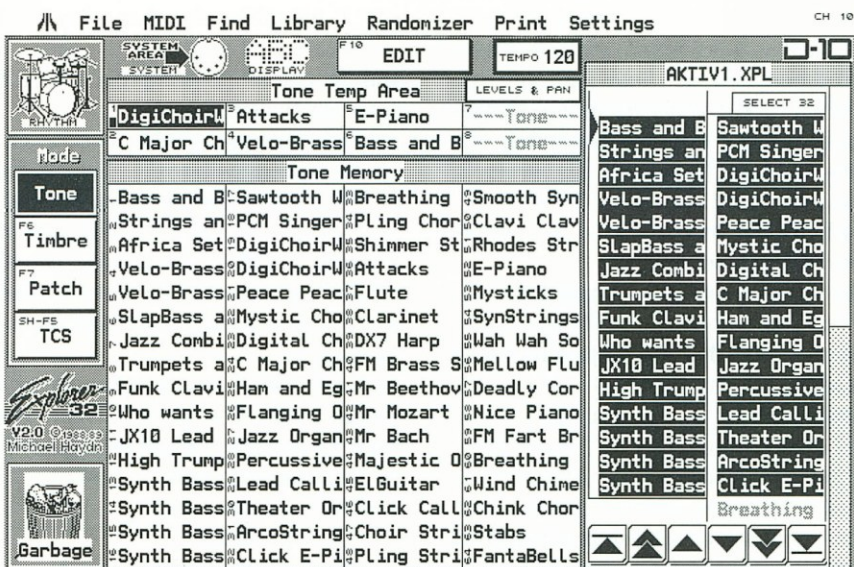 File MIDI Find Library Randomizer Print Settings
CH 10
SYSTEM AREA
SYSTEM
ABC
DISPLAY
F10 EDIT
TEMPO 120
D-10
RHYTHM
Tone Temp Area
LEVELS & PAN
1 DigiChoirW 3 Attacks 5 E-Piano 7 ---Tone---
2 C Major Ch 4 Velo-Brass 6 Bass and B 8 ---Tone---
Mode
Tone
F6 Timbre
F7 Patch
SH-F5 TCS
Explorer 32
V2.0 ©1988,89
Michael Haydn
Garbage
Tone Memory
Bass and B Sawtooth W Breathing Smooth Syn
Strings an PCM Singer Pling Chor Clavi Clav
Africa Set DigiChoirW Shimmer St Rhodes Str
Velo-Brass DigiChoirW Attacks E-Piano
Velo-Brass Peace Peac Flute Mysticks
SlapBass a Mystic Cho Clarinet SynStrings
Jazz Combi Digital Ch DX7 Harp Wah Wah So
Trumpets a C Major Ch FM Brass S Mellow Flu
Funk Clavi Ham and Eg Mr Beethov Deadly Cor
Who wants Flanging O Mr Mozart Nice Piano
JX10 Lead Jazz Organ Mr Bach FM Fart Br
High Trump Percussive Majestic O Breathing
Synth Bass Lead Calli ElGuitar Wind Chime
Synth Bass Theater Or Click Call Chink Chor
Synth Bass ArcoString Choir Stri Stabs
Synth Bass Click E-Pi Pling Stri FantaBells
AKTIV1.XPL
SELECT 32
Bass and B Sawtooth W
Strings an PCM Singer
Africa Set DigiChoirW
Velo-Brass DigiChoirW
Velo-Brass Peace Peac
SlapBass a Mystic Cho
Jazz Combi Digital Ch
Trumpets a C Major Ch
Funk Clavi Ham and Eg
Who wants Flanging O
JX10 Lead Jazz Organ
High Trump Percussive
Synth Bass Lead Calli
Synth Bass Theater Or
Synth Bass ArcoString
Synth Bass Click E-Pi
Breathing